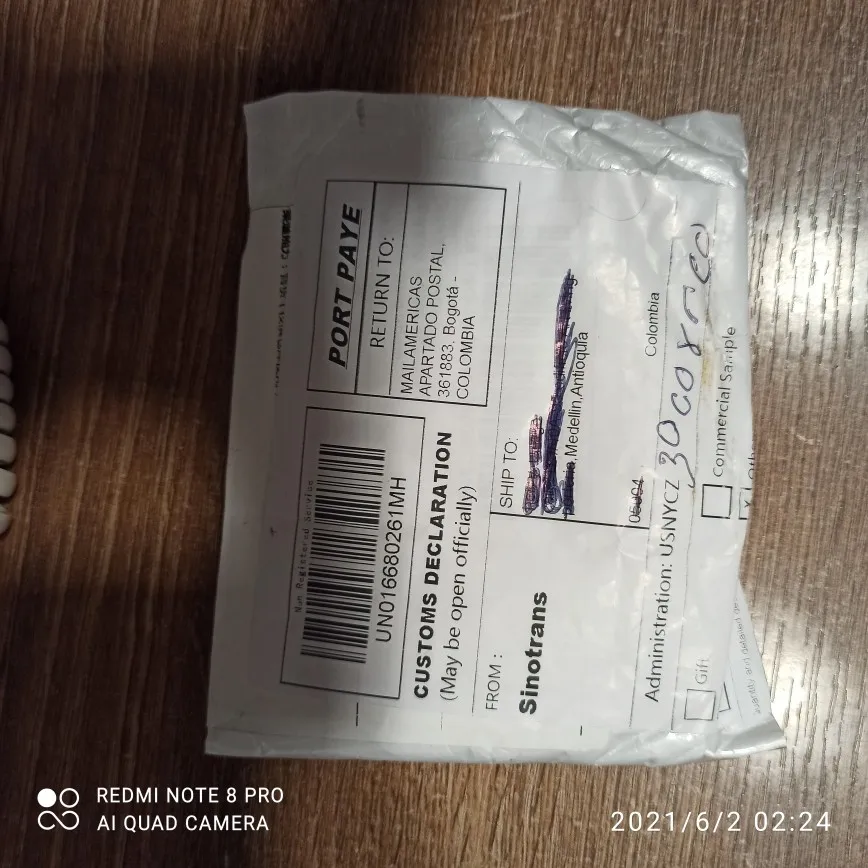 Non Registered Service
UN016680261MH
PORT PAYE
RETURN TO:
MAILAMERICAS
APARTADO POSTAL,
361883, Bogotá -
COLOMBIA
CUSTOMS DECLARATION
(May be open officially)
FROM :
Sinotrans
SHIP TO:
,Medellin,Antioquia
Colombia
Administration: USNYCZ
Gift
Commercial Sample
X
REDMI NOTE 8 PRO
AI QUAD CAMERA
2021/6/2 02:24